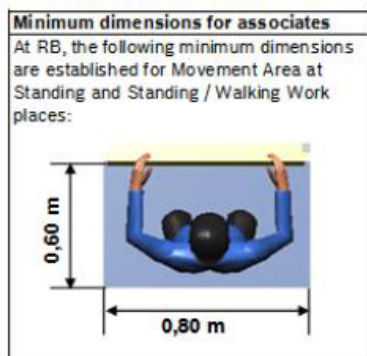 Minimum dimensions for associates
At RB, the following minimum dimensions
are established for Movement Area at
Standing and Standing / Walking Work
places:
0,60 m
0,80 m